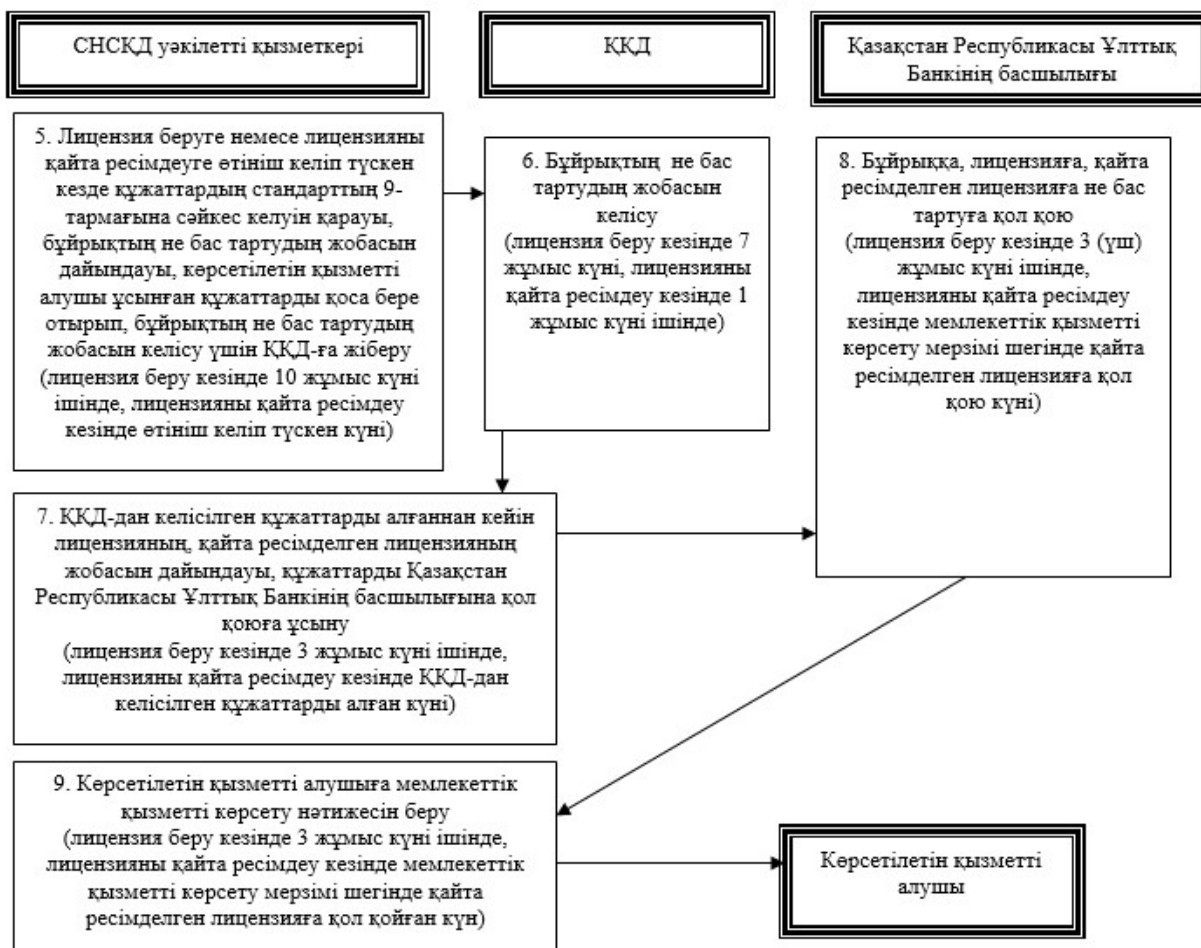 СНСҚД уәкілетті қызметкері
ҚҚД
Қазақстан Республикасы Ұлттық
Банкінің басшылығы
5. Лицензия беруге немесе лицензияны
қайта ресімдеуге өтініш келіп түскен
кезде құжаттардың стандарттың 9-
тармағына сәйкес келуін қарауы,
бұйрықтың не бас тартудың жобасын
дайындауы, көрсетілетін қызметті
алушы ұсынған құжаттарды қоса бере
отырып, бұйрықтың не бас тартудың
жобасын келісу үшін ҚҚД-ға жіберу
(лицензия беру кезінде 10 жұмыс күні
ішінде, лицензияны қайта ресімдеу
кезінде өтініш келіп түскен күні)
6. Бұйрықтың не бас
тартудың жобасын
келісу
(лицензия беру кезінде 7
жұмыс күні, лицензияны
қайта ресімдеу кезінде 1
жұмыс күні ішінде)
8. Бұйрыққа, лицензияға, қайта
ресімделген лицензияға не бас
тартуға қол қою
(лицензия беру кезінде 3 (үш)
жұмыс күні ішінде,
лицензияны қайта ресімдеу
кезінде мемлекеттік қызметті
көрсету мерзімі шегінде қайта
ресімделген лицензияға қол
қою күні)
7. ҚҚД-дан келісілген құжаттарды алғаннан кейін
лицензияның, қайта ресімделген лицензияның
жобасын дайындауы, құжаттарды Қазақстан
Республикасы Ұлттық Банкінің басшылығына қол
қоюға ұсыну
(лицензия беру кезінде 3 жұмыс күні ішінде,
лицензияны қайта ресімдеу кезінде ҚҚД-дан
келісілген құжаттарды алған күні)
9. Көрсетілетін қызметті алушыға мемлекеттік
қызметті көрсету нәтижесін беру
(лицензия беру кезінде 3 жұмыс күні ішінде,
лицензияны қайта ресімдеу кезінде мемлекеттік
қызметті көрсету мерзімі шегінде қайта
ресімделген лицензияға қол қойған күн)
Көрсетілетін қызметті
алушы